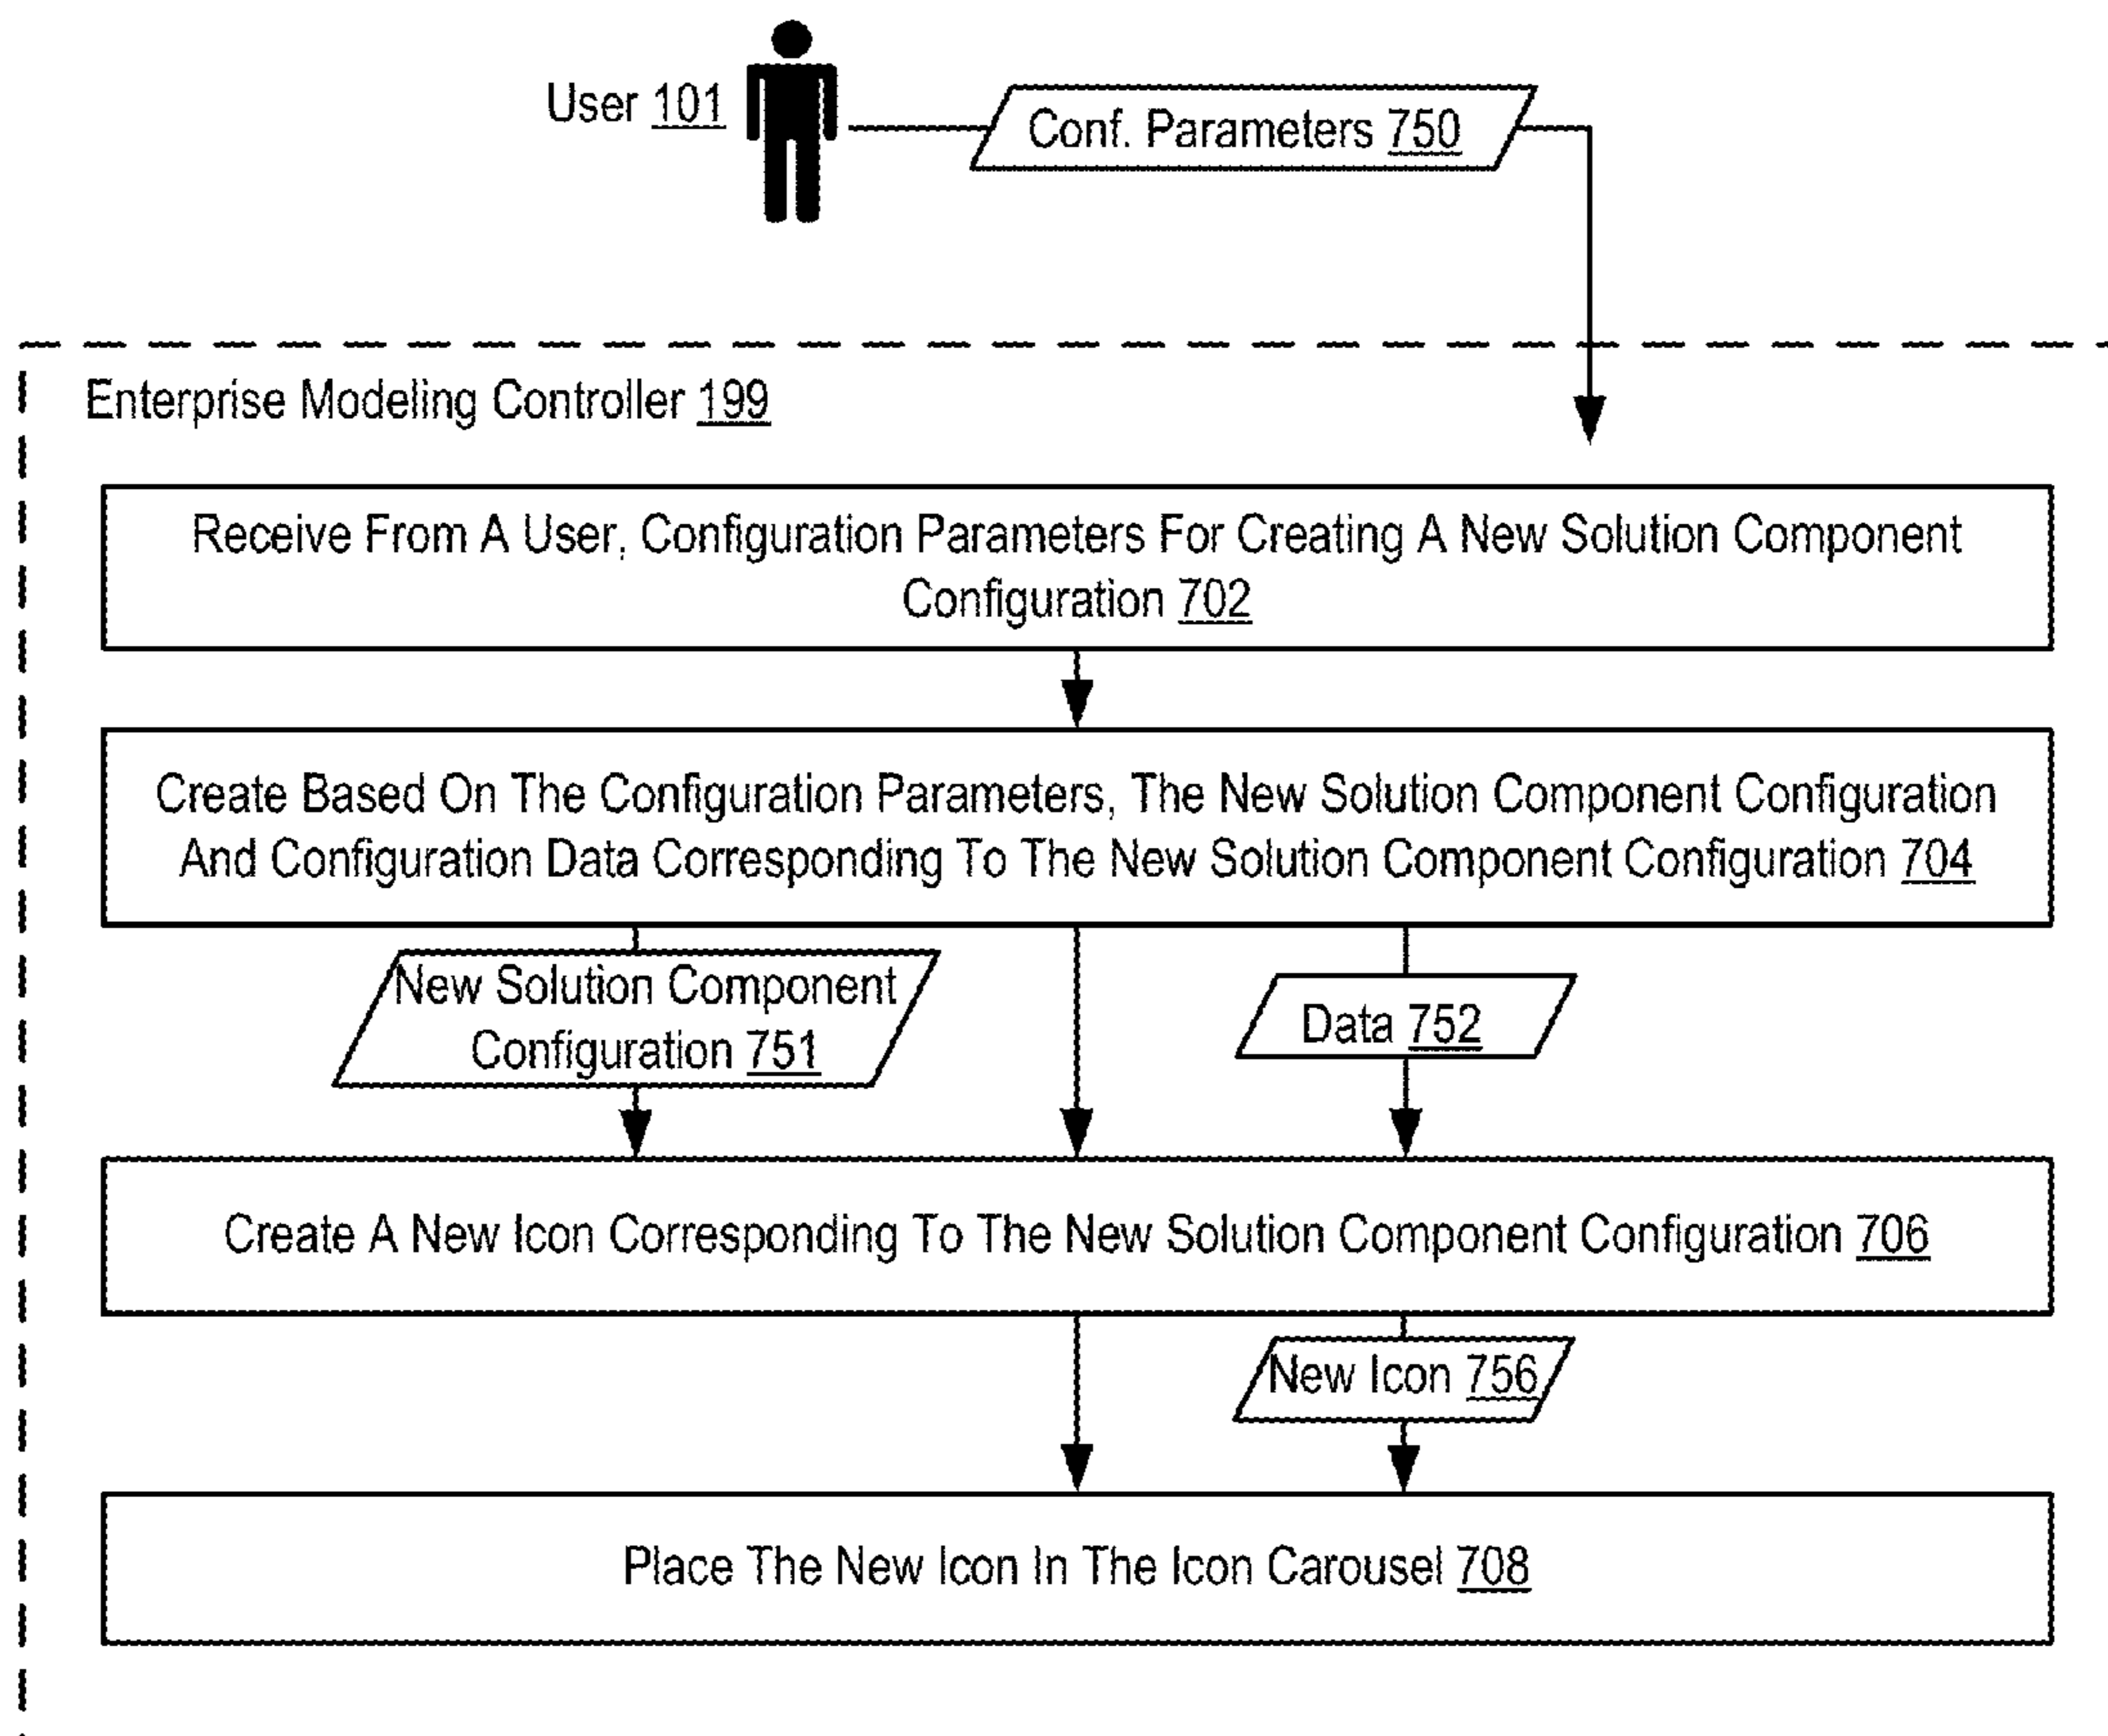 User 101
Conf. Parameters 750
Enterprise Modeling Controller 199
Receive From A User, Configuration Parameters For Creating A New Solution Component
Configuration 702
Create Based On The Configuration Parameters, The New Solution Component Configuration
And Configuration Data Corresponding To The New Solution Component Configuration 704
New Solution Component
Configuration 751
Data 752
Create A New Icon Corresponding To The New Solution Component Configuration 706
New Icon 756
Place The New Icon In The Icon Carousel 708